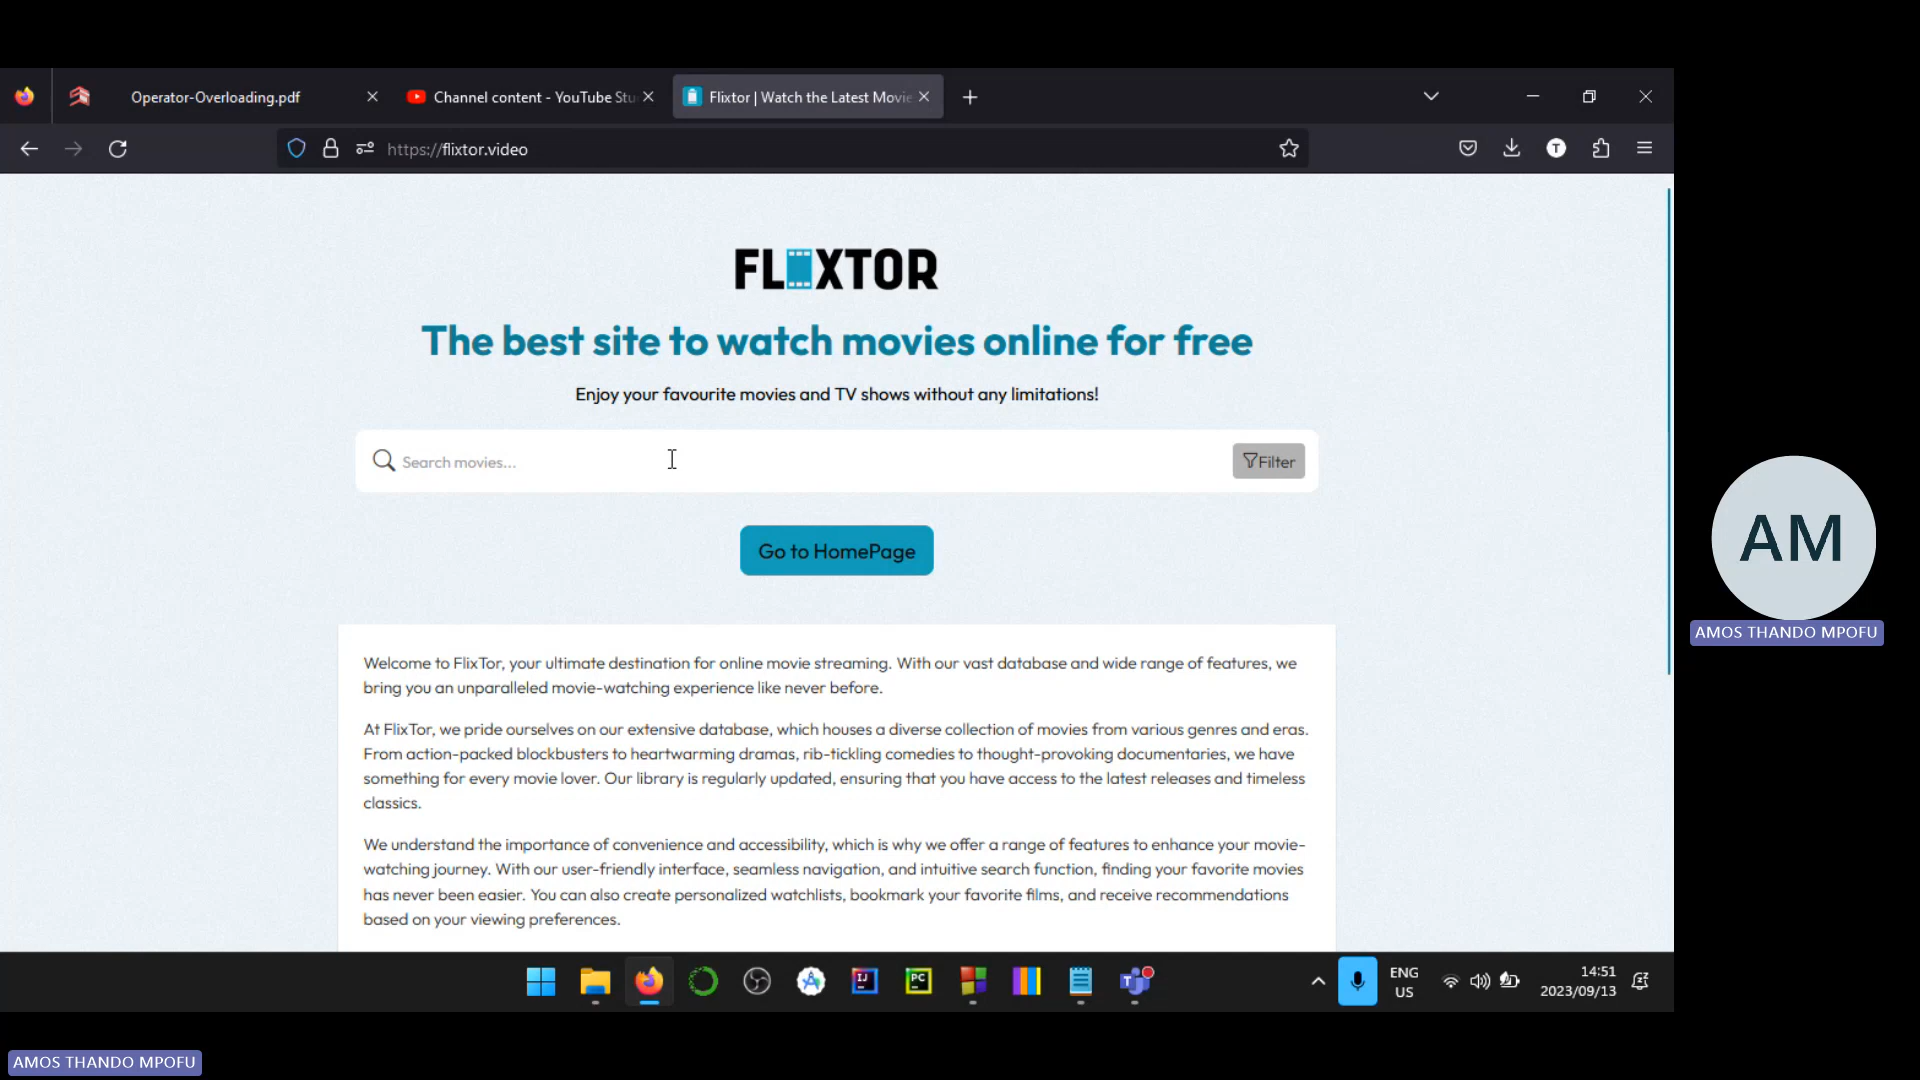 Operator-Overloading.pdf
Channel content - YouTube Stu
Flixtor | Watch the Latest Movie
https://flixtor.video
T
FLIXTOR
The best site to watch movies online for free
Enjoy your favourite movies and TV shows without any limitations!
Search movies...
Filter
Go to HomePage
Welcome to FlixTor, your ultimate destination for online movie streaming. With our vast database and wide range of features, we
bring you an unparalleled movie-watching experience like never before.
At FlixTor, we pride ourselves on our extensive database, which houses a diverse collection of movies from various genres and eras.
From action-packed blockbusters to heartwarming dramas, rib-tickling comedies to thought-provoking documentaries, we have
something for every movie lover. Our library is regularly updated, ensuring that you have access to the latest releases and timeless
classics.
We understand the importance of convenience and accessibility, which is why we offer a range of features to enhance your movie-
watching journey. With our user-friendly interface, seamless navigation, and intuitive search function, finding your favorite movies
has never been easier. You can also create personalized watchlists, bookmark your favorite films, and receive recommendations
based on your viewing preferences.
AM
AMOS THANDO MPOFU
IJ
PC
T
ENG
US
14:51
2023/09/13
AMOS THANDO MPOFU